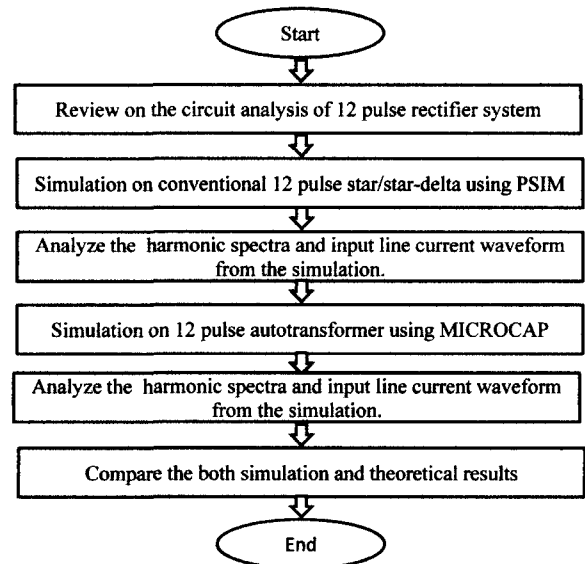 Start
Review on the circuit analysis of 12 pulse rectifier system
Simulation on conventional 12 pulse star/star-delta using PSIM
Analyze the harmonic spectra and input line current waveform
from the simulation.
Simulation on 12 pulse autotransformer using MICROCAP
Analyze the harmonic spectra and input line current waveform
from the simulation.
Compare the both simulation and theoretical results
End